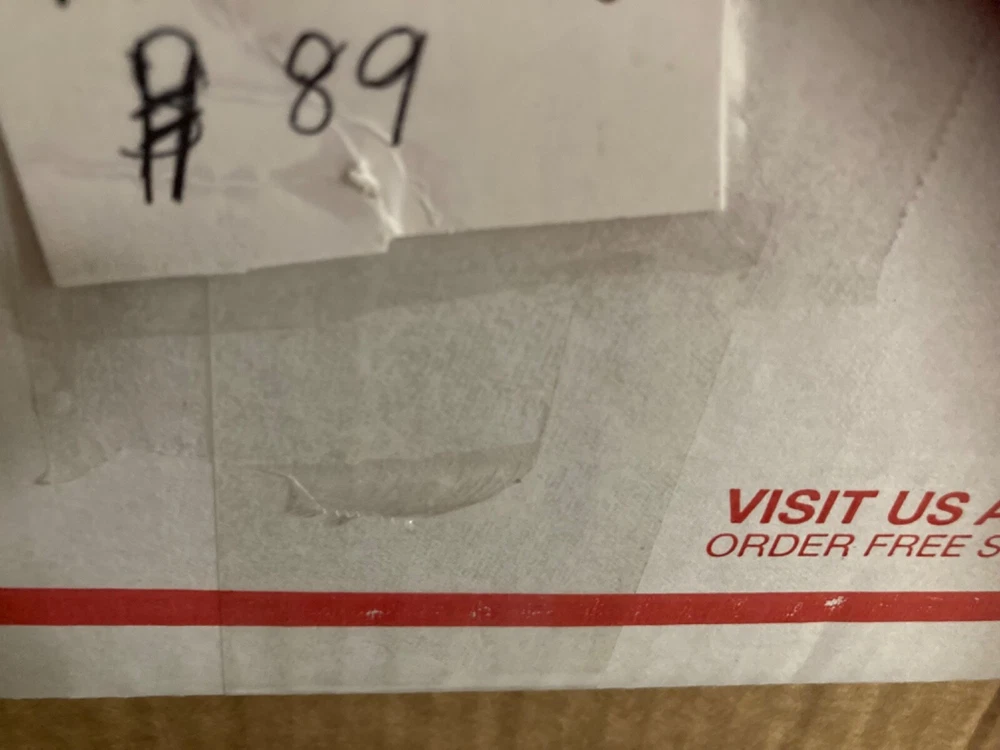 # 89
VISIT US A
ORDER FREE S